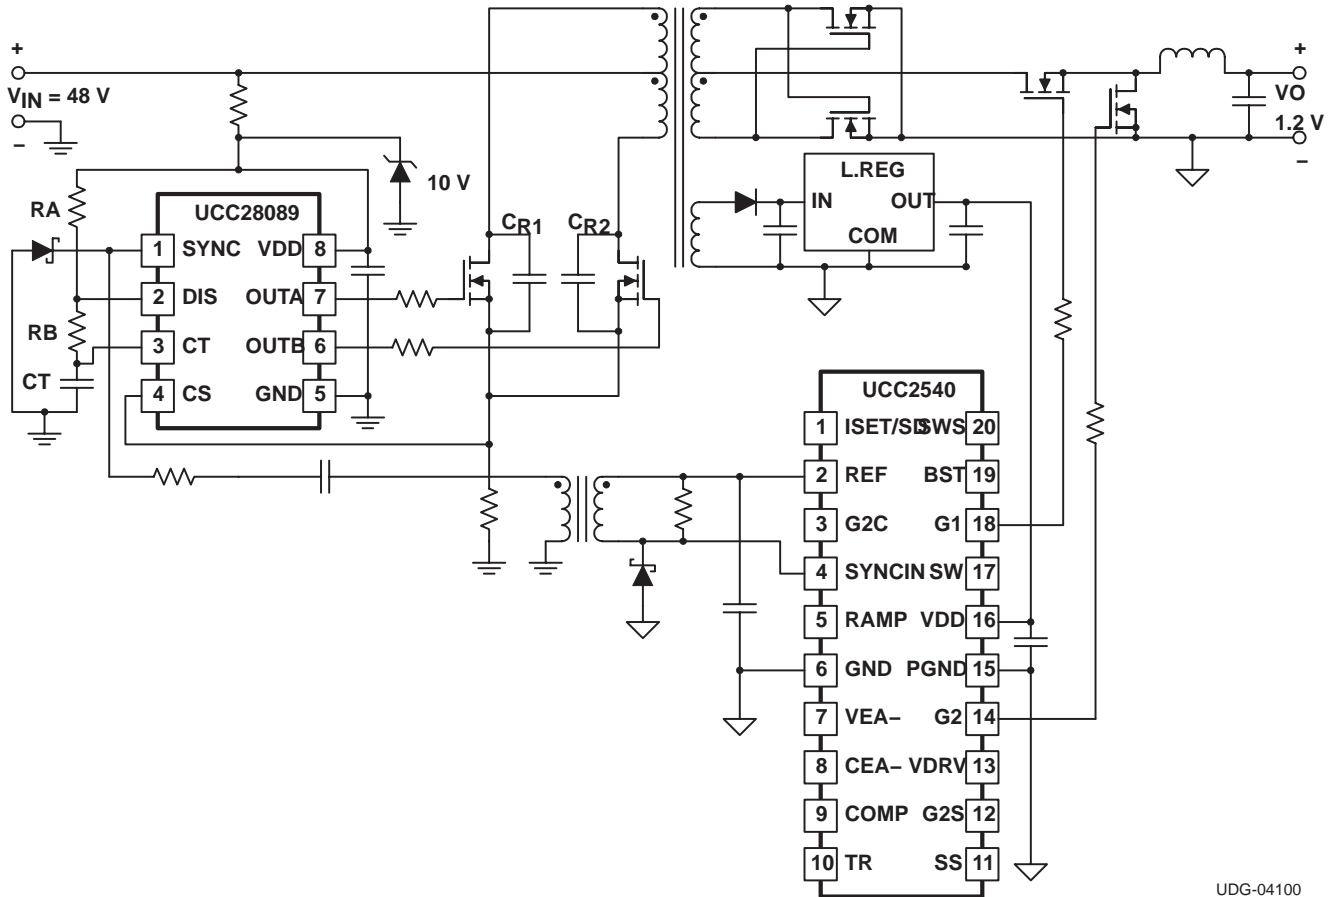 +
VIN = 48 V
–
RA
RB
CT
10 V
UCC28089
1 SYNC VDD 8
2 DIS OUTA 7
3 CT OUTB 6
4 CS GND 5
CR1
CR2
L.REG
IN OUT
COM
+
VO
1.2 V
–
UCC2540
1 ISET/SD SWS 20
2 REF BST 19
3 G2C G1 18
4 SYNCIN SW 17
5 RAMP VDD 16
6 GND PGND 15
7 VEA– G2 14
8 CEA– VDRV 13
9 COMP G2S 12
10 TR SS 11
UDG-04100